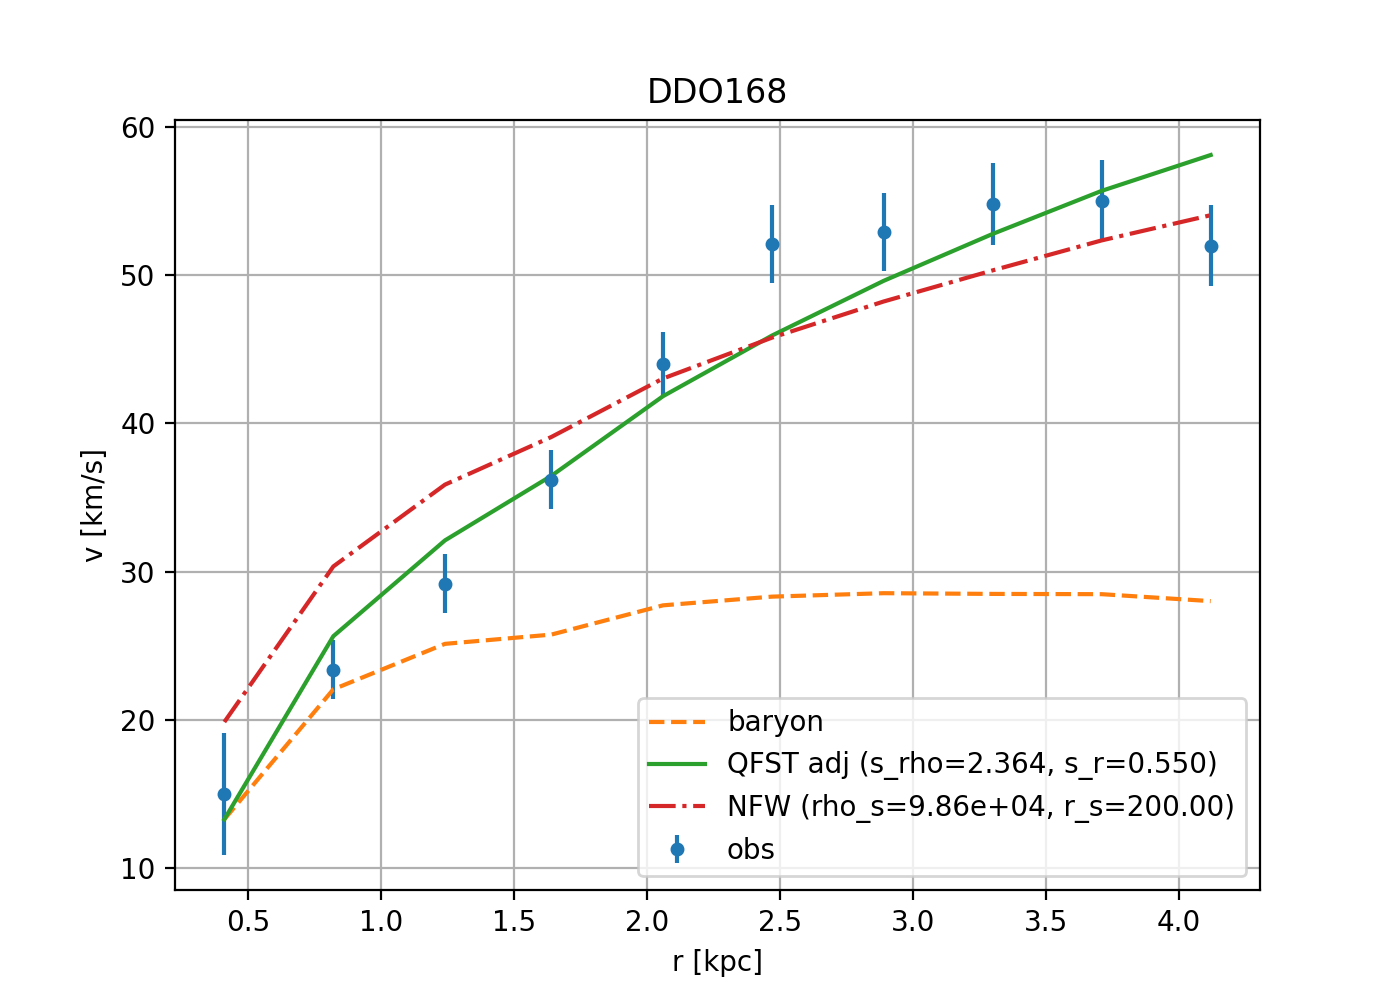 DDO168
60
50
40
30
20
10
v [km/s]
baryon
QFST adj (s_rho=2.364, s_r=0.550)
NFW (rho_s=9.86e+04, r_s=200.00)
obs
0.5 1.0 1.5 2.0 2.5 3.0 3.5 4.0
r [kpc]